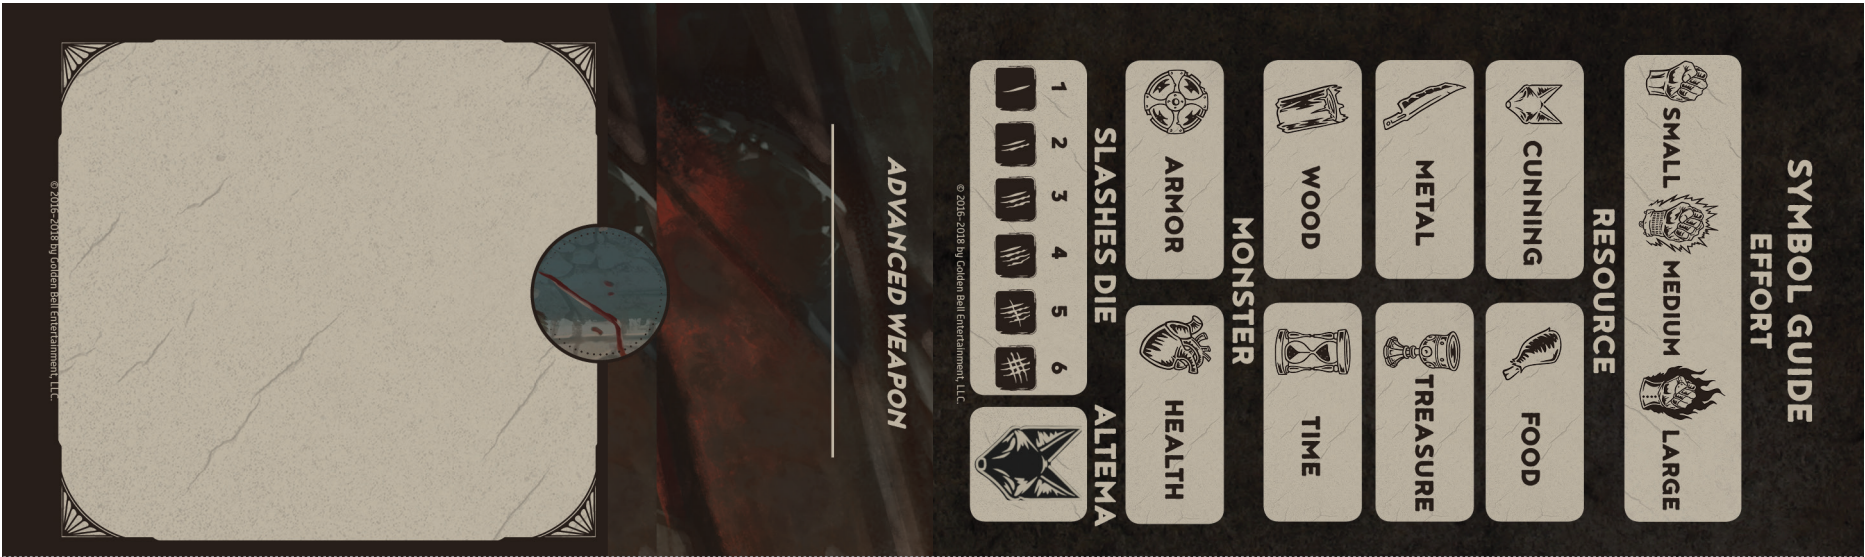 ADVANCED WEAPON
© 2016-2018 by Golden Bell Entertainment, LLC.
SYMBOL GUIDE
EFFORT
SMALL MEDIUM LARGE
RESOURCE
CUNNING FOOD
METAL TREASURE
WOOD TIME
MONSTER
ARMOR HEALTH
SLASHES DIE ALTEMA
1 2 3 4 5 6
© 2016-2018 by Golden Bell Entertainment, LLC.